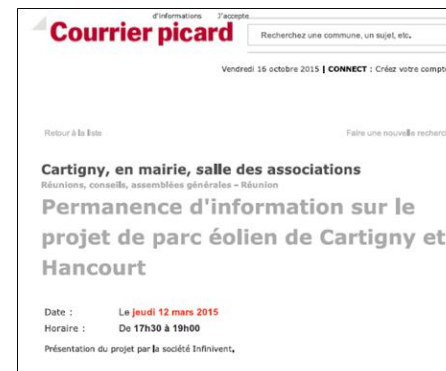 d'informations J'accepte
Courrier picard
Recherchez une commune, un sujet, etc.
Vendredi 16 octobre 2015 | CONNECT : Créez votre compte
Retour à la liste
Faire une nouvelle recherc
Cartigny, en mairie, salle des associations
Réunions, conseils, assemblées générales – Réunion
Permanence d'information sur le
projet de parc éolien de Cartigny et
Hancourt
Date : Le jeudi 12 mars 2015
Horaire : De 17h30 à 19h00
Présentation du projet par la société Infinivent.